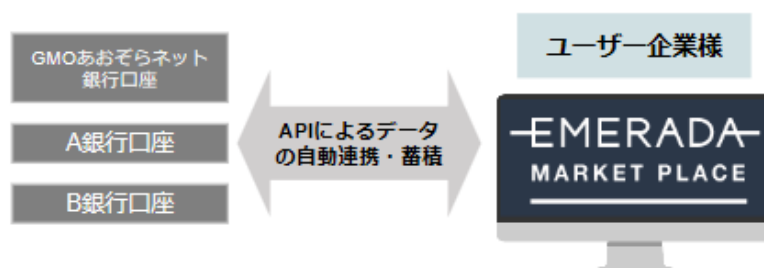 GMOあおぞらネット
銀行口座
A銀行口座
B銀行口座
APIによるデータ
の自動連携・蓄積
ユーザー企業様
EMERADA
MARKET PLACE